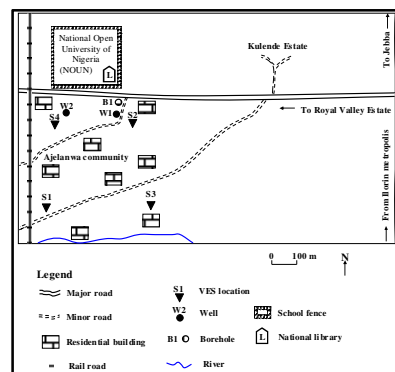 National Open
University of
Nigeria
(NOUN)
L
Kulende Estate
To Jebba
B1
W2
W1
S4
S2
To Royal Valley Estate
Ajelanwa community
S1
S3
From Ilorin metropolis
0 100 m
N
Legend
Major road
Minor road
Residential building
Rail road
S1 VES location
W2 Well
B1 Borehole
River
School fence
L National library